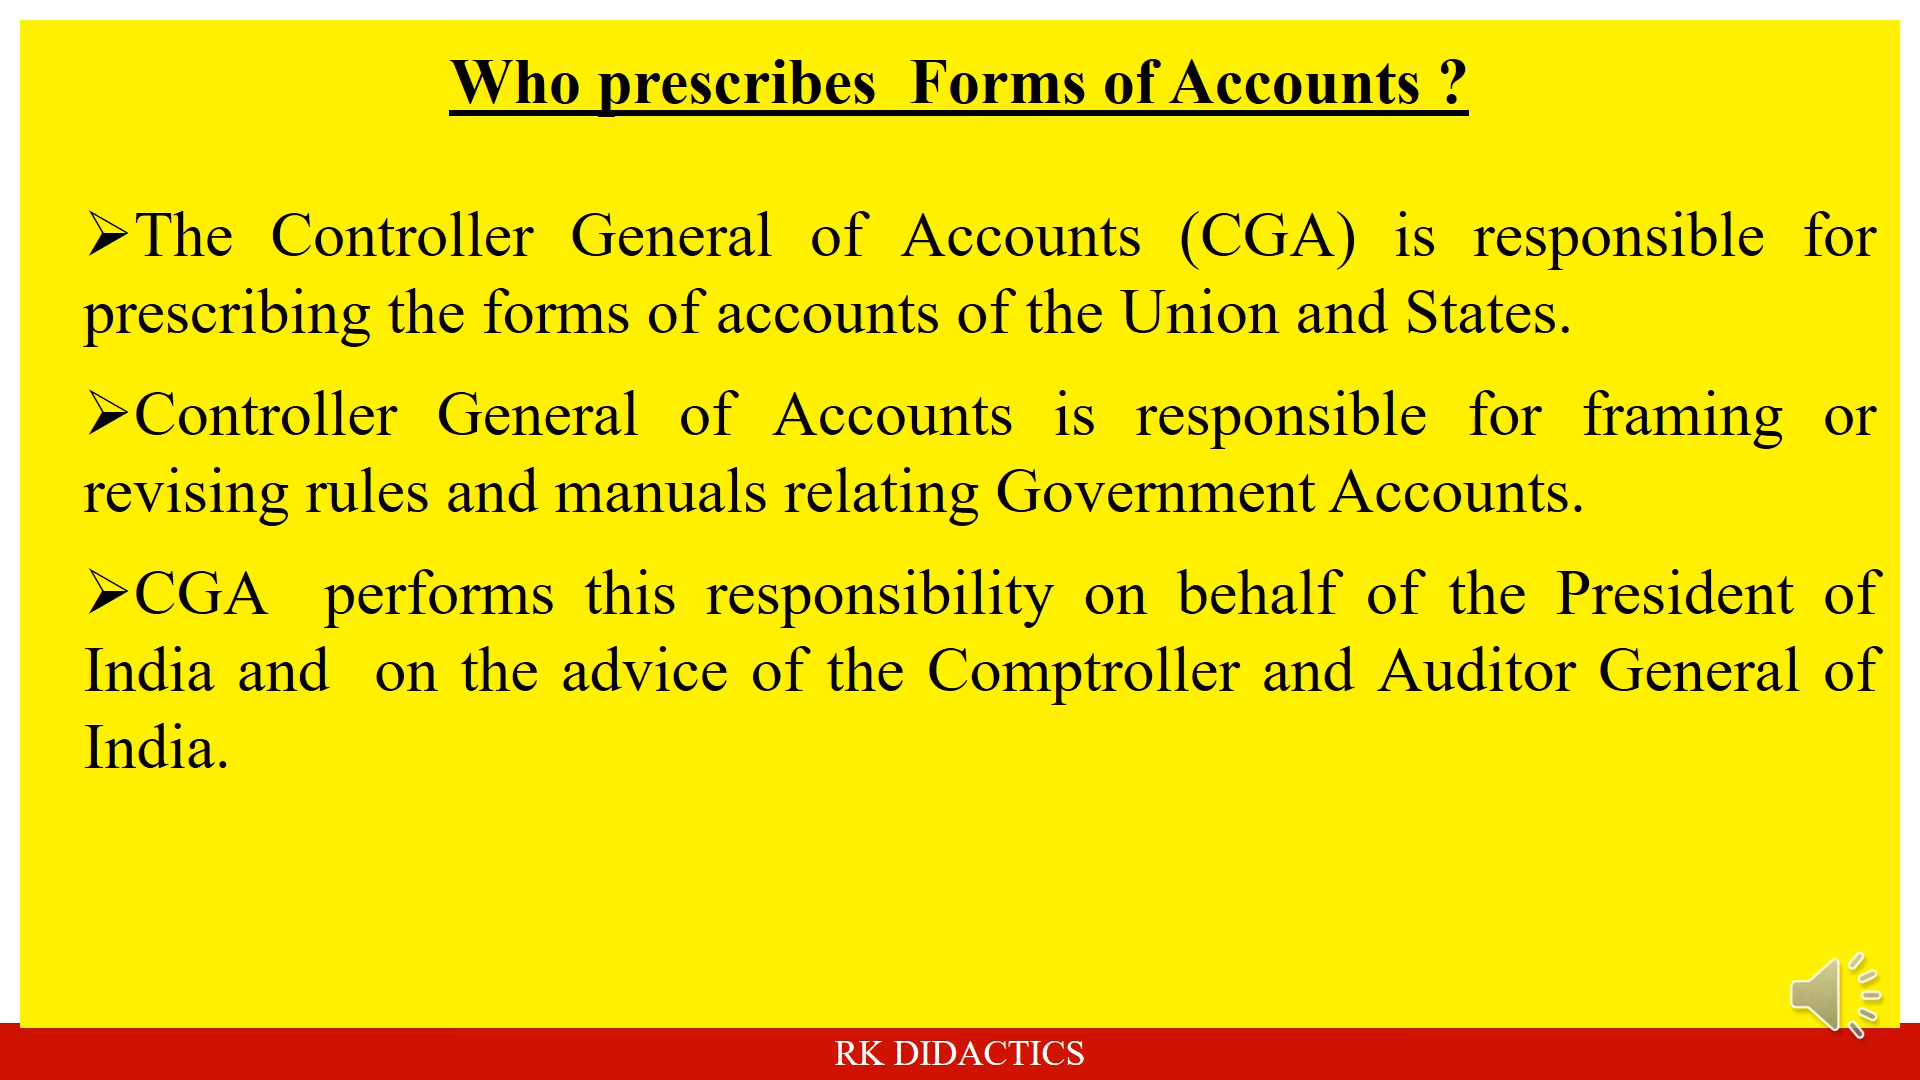 Who prescribes  Forms of Accounts ?
➢The Controller General of Accounts (CGA) is responsible for
prescribing the forms of accounts of the Union and States.
➢Controller General of Accounts is responsible for framing or
revising rules and manuals relating Government Accounts.
➢CGA  performs this responsibility on behalf of the President of
India and  on the advice of the Comptroller and Auditor General of
India.
RK DIDACTICS